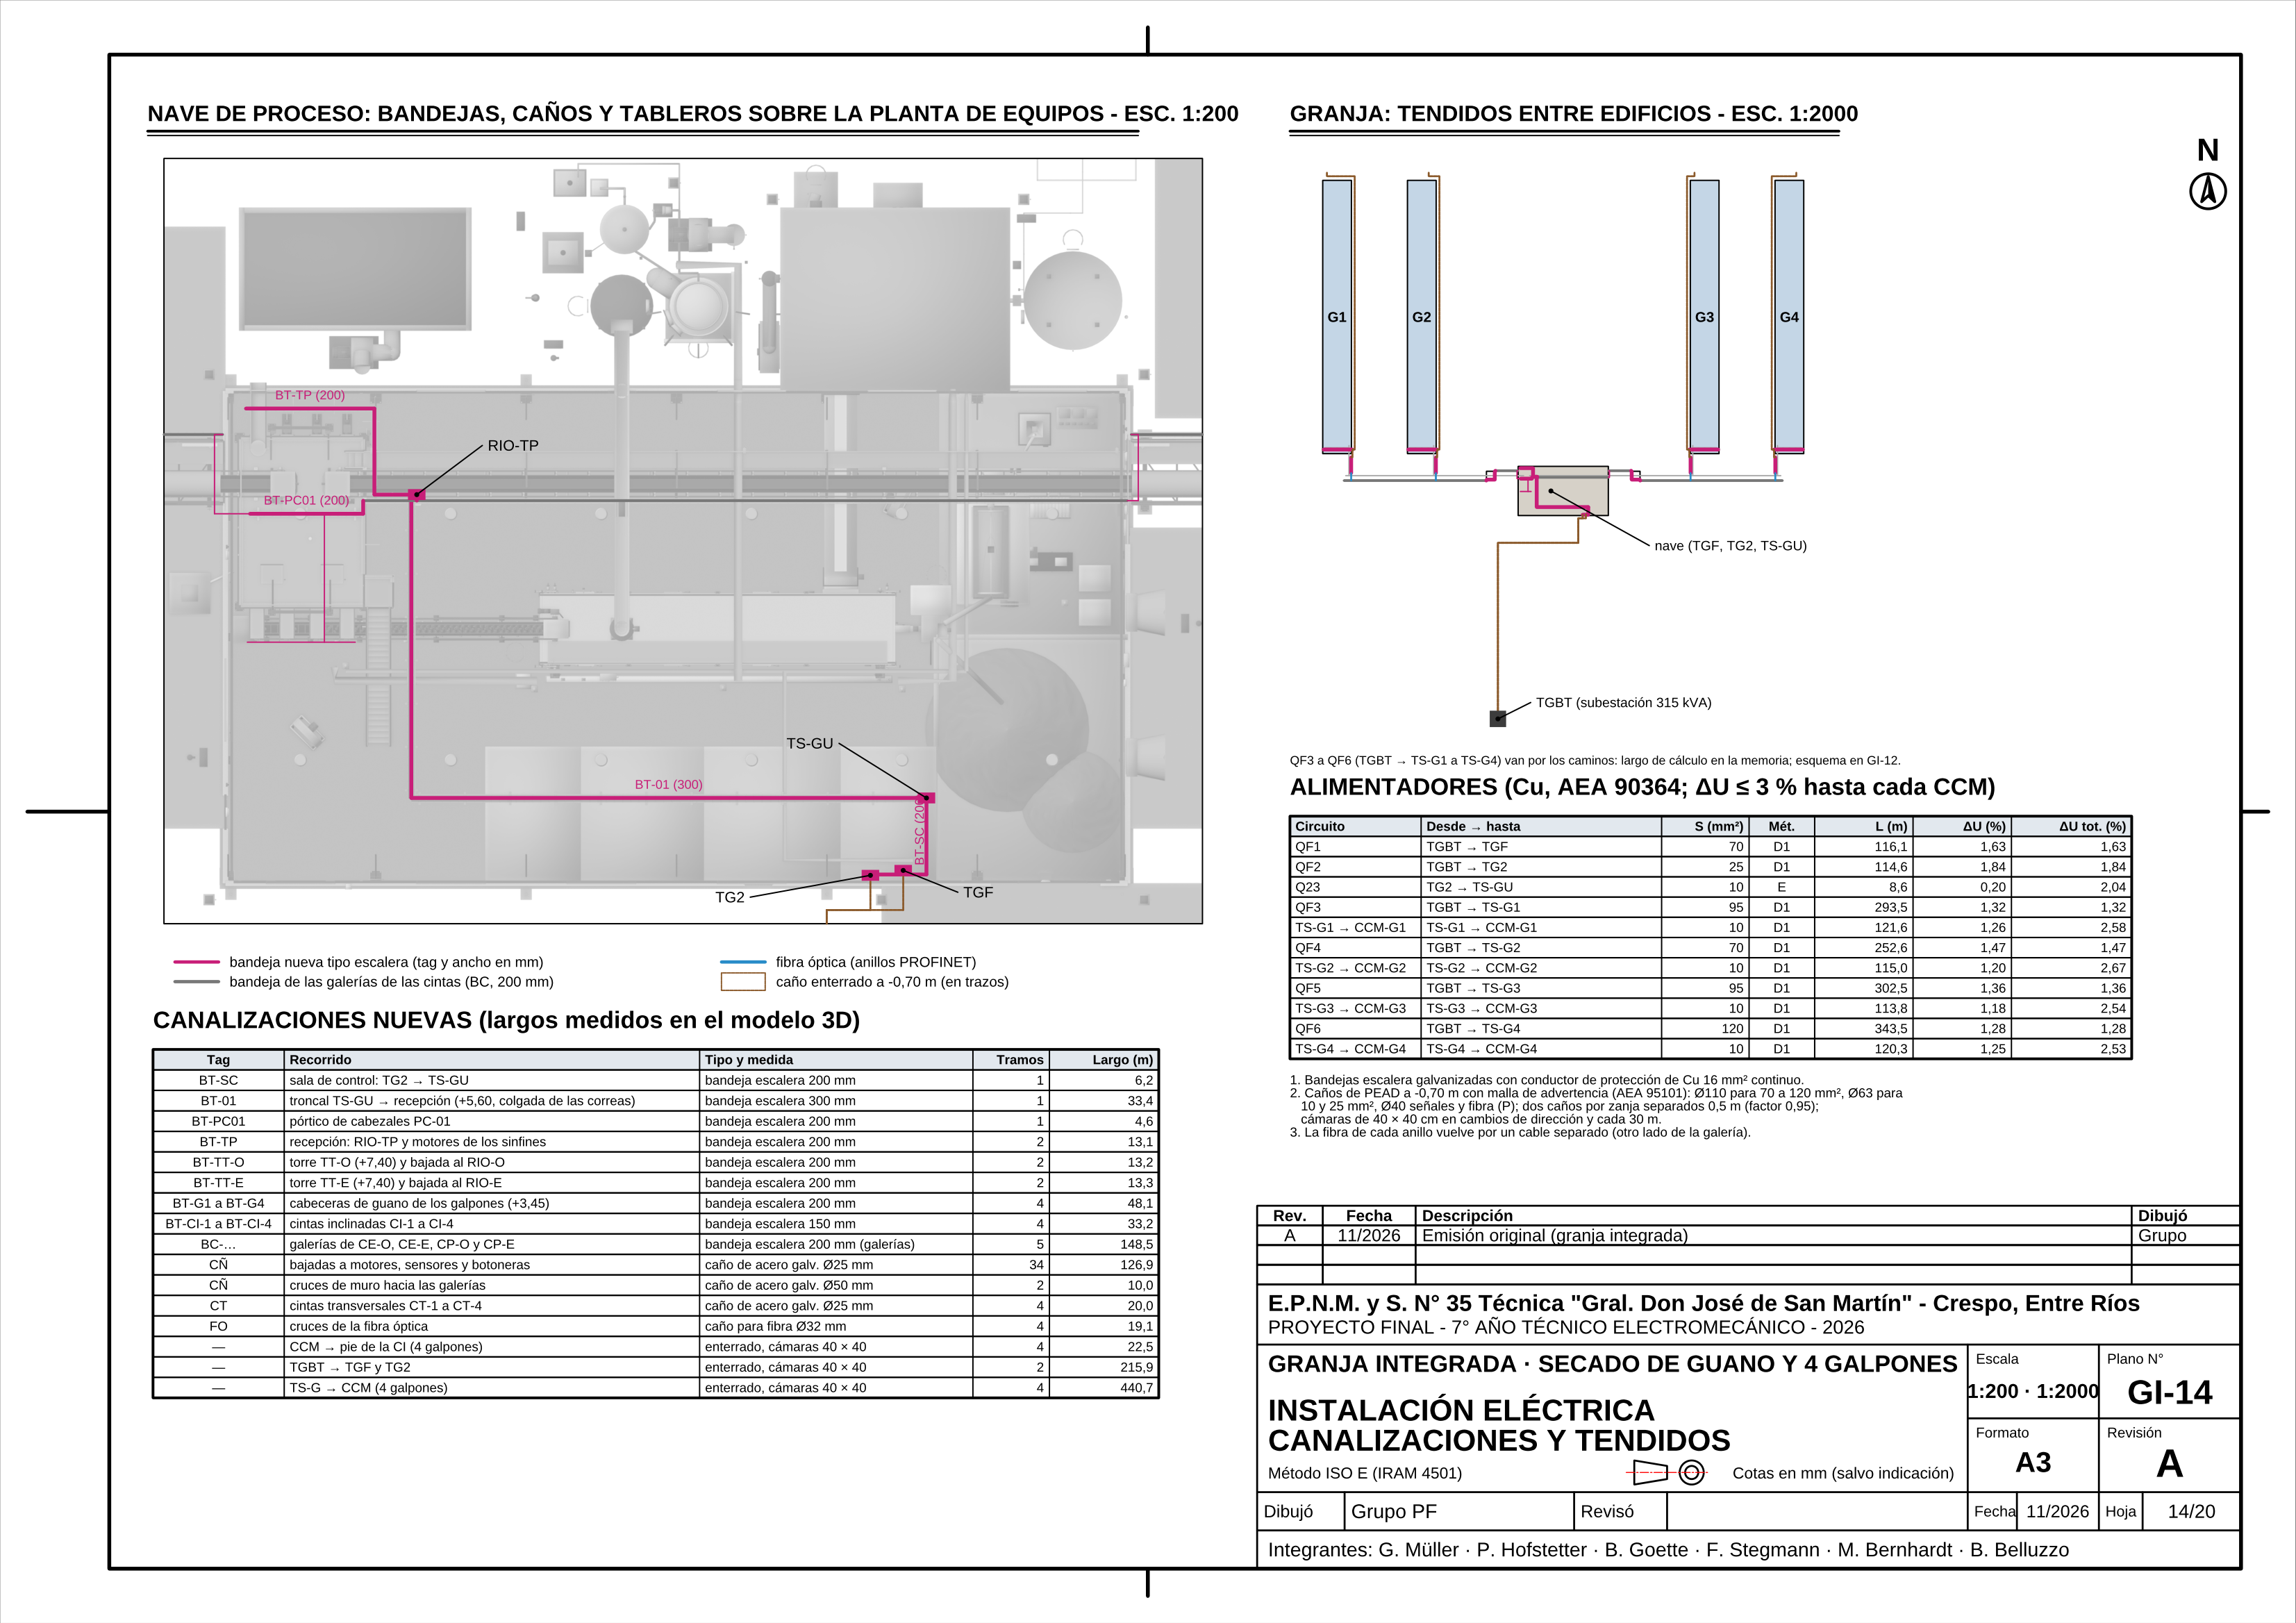 NAVE DE PROCESO: BANDEJAS, CAÑOS Y TABLEROS SOBRE LA PLANTA DE EQUIPOS - ESC. 1:200
BT-TP (200)
RIO-TP
BT-PC01 (200)
TS-GU
BT-01 (300)
BT-SC (200
TG2
TGF
bandeja nueva tipo escalera (tag y ancho en mm)
bandeja de las galerías de las cintas (BC, 200 mm)
fibra óptica (anillos PROFINET)
caño enterrado a -0,70 m (en trazos)
CANALIZACIONES NUEVAS (largos medidos en el modelo 3D)
Tag Recorrido Tipo y medida Tramos Largo (m)
BT-SC sala de control: TG2 → TS-GU bandeja escalera 200 mm 1 6,2
BT-01 troncal TS-GU → recepción (+5,60, colgada de las correas) bandeja escalera 300 mm 1 33,4
BT-PC01 pórtico de cabezales PC-01 bandeja escalera 200 mm 1 4,6
BT-TP recepción: RIO-TP y motores de los sinfines bandeja escalera 200 mm 2 13,1
BT-TT-O torre TT-O (+7,40) y bajada al RIO-O bandeja escalera 200 mm 2 13,2
BT-TT-E torre TT-E (+7,40) y bajada al RIO-E bandeja escalera 200 mm 2 13,3
BT-G1 a BT-G4 cabeceras de guano de los galpones (+3,45) bandeja escalera 200 mm 4 48,1
BT-CI-1 a BT-CI-4 cintas inclinadas CI-1 a CI-4 bandeja escalera 150 mm 4 33,2
BC-… galerías de CE-O, CE-E, CP-O y CP-E bandeja escalera 200 mm (galerías) 5 148,5
CÑ bajadas a motores, sensores y botoneras caño de acero galv. Ø25 mm 34 126,9
CÑ cruces de muro hacia las galerías caño de acero galv. Ø50 mm 2 10,0
CT cintas transversales CT-1 a CT-4 caño de acero galv. Ø25 mm 4 20,0
FO cruces de la fibra óptica caño para fibra Ø32 mm 4 19,1
— CCM → pie de la CI (4 galpones) enterrado, cámaras 40 × 40 4 22,5
— TGBT → TGF y TG2 enterrado, cámaras 40 × 40 2 215,9
— TS-G → CCM (4 galpones) enterrado, cámaras 40 × 40 4 440,7
GRANJA: TENDIDOS ENTRE EDIFICIOS - ESC. 1:2000
N
G1
G2
G3
G4
nave (TGF, TG2, TS-GU)
TGBT (subestación 315 kVA)
QF3 a QF6 (TGBT → TS-G1 a TS-G4) van por los caminos: largo de cálculo en la memoria; esquema en GI-12.
ALIMENTADORES (Cu, AEA 90364; ΔU ≤ 3 % hasta cada CCM)
Circuito Desde → hasta S (mm²) Mét. L (m) ΔU (%) ΔU tot. (%)
QF1 TGBT → TGF 70 D1 116,1 1,63 1,63
QF2 TGBT → TG2 25 D1 114,6 1,84 1,84
Q23 TG2 → TS-GU 10 E 8,6 0,20 2,04
QF3 TGBT → TS-G1 95 D1 293,5 1,32 1,32
TS-G1 → CCM-G1 TS-G1 → CCM-G1 10 D1 121,6 1,26 2,58
QF4 TGBT → TS-G2 70 D1 252,6 1,47 1,47
TS-G2 → CCM-G2 TS-G2 → CCM-G2 10 D1 115,0 1,20 2,67
QF5 TGBT → TS-G3 95 D1 302,5 1,36 1,36
TS-G3 → CCM-G3 TS-G3 → CCM-G3 10 D1 113,8 1,18 2,54
QF6 TGBT → TS-G4 120 D1 343,5 1,28 1,28
TS-G4 → CCM-G4 TS-G4 → CCM-G4 10 D1 120,3 1,25 2,53
1. Bandejas escalera galvanizadas con conductor de protección de Cu 16 mm² continuo.
2. Caños de PEAD a -0,70 m con malla de advertencia (AEA 95101): Ø110 para 70 a 120 mm², Ø63 para
10 y 25 mm², Ø40 señales y fibra (P); dos caños por zanja separados 0,5 m (factor 0,95);
cámaras de 40 × 40 cm en cambios de dirección y cada 30 m.
3. La fibra de cada anillo vuelve por un cable separado (otro lado de la galería).
Rev. Fecha Descripción Dibujó
A 11/2026 Emisión original (granja integrada) Grupo
E.P.N.M. y S. N° 35 Técnica "Gral. Don José de San Martín" - Crespo, Entre Ríos
PROYECTO FINAL - 7° AÑO TÉCNICO ELECTROMECÁNICO - 2026
GRANJA INTEGRADA · SECADO DE GUANO Y 4 GALPONES
INSTALACIÓN ELÉCTRICA
CANALIZACIONES Y TENDIDOS
Método ISO E (IRAM 4501)
Cotas en mm (salvo indicación)
Escala
1:200 · 1:2000
Plano N°
GI-14
Formato
A3
Revisión
A
Dibujó Grupo PF Revisó
Fecha 11/2026 Hoja 14/20
Integrantes: G. Müller · P. Hofstetter · B. Goette · F. Stegmann · M. Bernhardt · B. Belluzzo